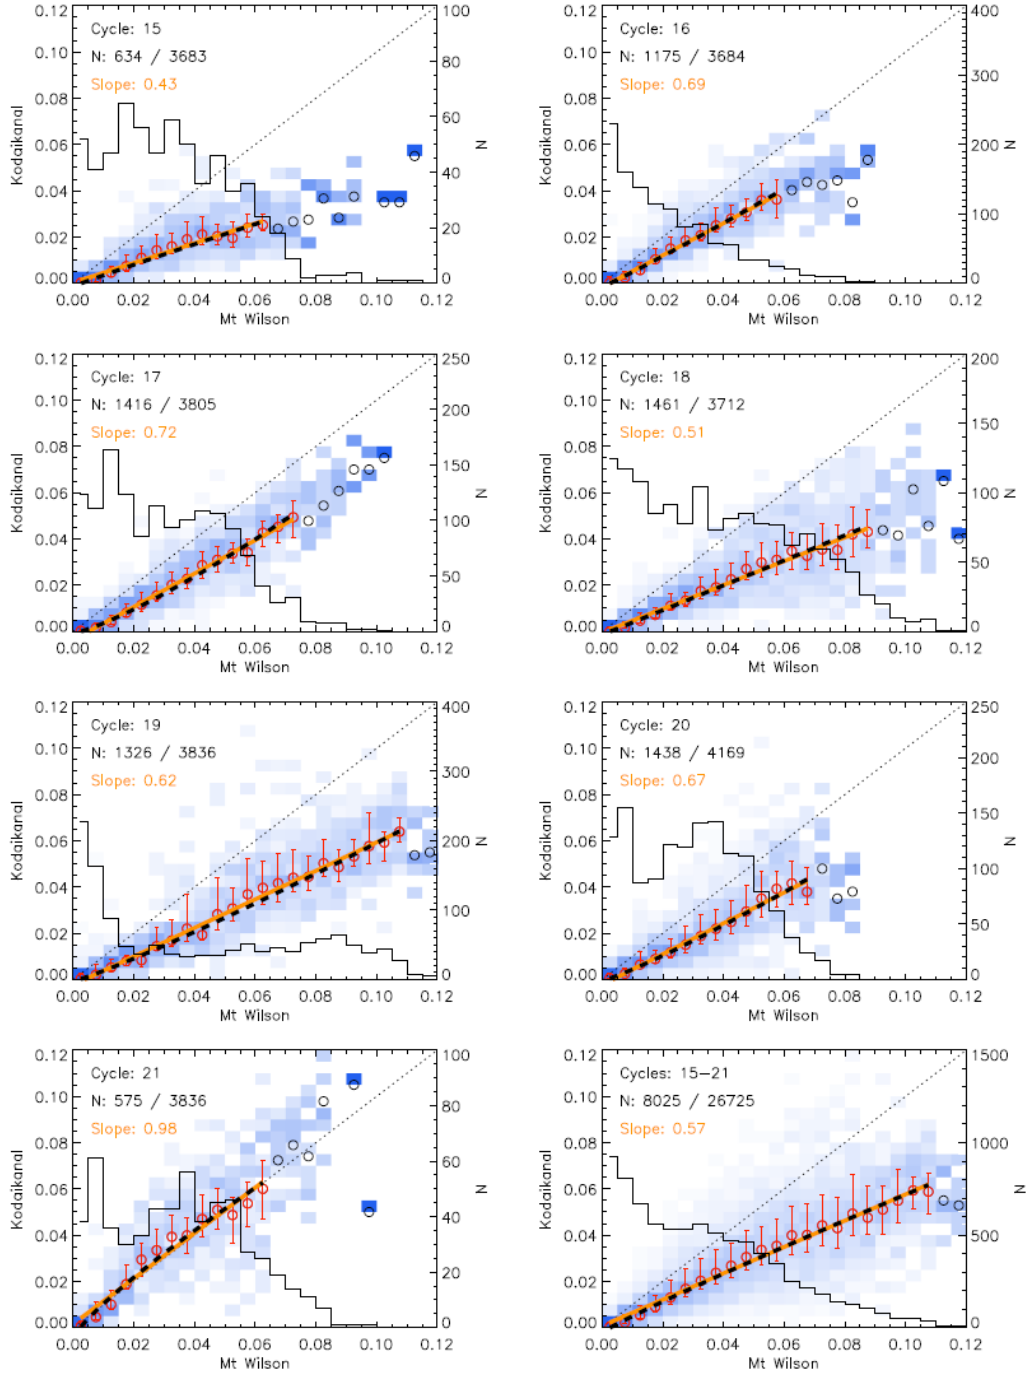 Cycle: 15
N: 634 / 3683
Slope: 0.43
0.12
0.10
0.08
0.06
0.04
0.02
0.00
Kodaikanal
100
80
60
40
20
0
N
0.00 0.02 0.04 0.06 0.08 0.10 0.12
Mt Wilson
Cycle: 16
N: 1175 / 3684
Slope: 0.69
0.12
0.10
0.08
0.06
0.04
0.02
0.00
Kodaikanal
400
300
200
100
0
N
0.00 0.02 0.04 0.06 0.08 0.10 0.12
Mt Wilson
Cycle: 17
N: 1416 / 3805
Slope: 0.72
0.12
0.10
0.08
0.06
0.04
0.02
0.00
Kodaikanal
250
200
150
100
50
0
N
0.00 0.02 0.04 0.06 0.08 0.10 0.12
Mt Wilson
Cycle: 18
N: 1461 / 3712
Slope: 0.51
0.12
0.10
0.08
0.06
0.04
0.02
0.00
Kodaikanal
200
150
100
50
0
N
0.00 0.02 0.04 0.06 0.08 0.10 0.12
Mt Wilson
Cycle: 19
N: 1326 / 3836
Slope: 0.62
0.12
0.10
0.08
0.06
0.04
0.02
0.00
Kodaikanal
400
300
200
100
0
N
0.00 0.02 0.04 0.06 0.08 0.10 0.12
Mt Wilson
Cycle: 20
N: 1438 / 4169
Slope: 0.67
0.12
0.10
0.08
0.06
0.04
0.02
0.00
Kodaikanal
250
200
150
100
50
0
N
0.00 0.02 0.04 0.06 0.08 0.10 0.12
Mt Wilson
Cycle: 21
N: 575 / 3836
Slope: 0.98
0.12
0.10
0.08
0.06
0.04
0.02
0.00
Kodaikanal
100
80
60
40
20
0
N
0.00 0.02 0.04 0.06 0.08 0.10 0.12
Mt Wilson
Cycles: 15–21
N: 8025 / 26725
Slope: 0.57
0.12
0.10
0.08
0.06
0.04
0.02
0.00
Kodaikanal
1500
1000
500
0
N
0.00 0.02 0.04 0.06 0.08 0.10 0.12
Mt Wilson